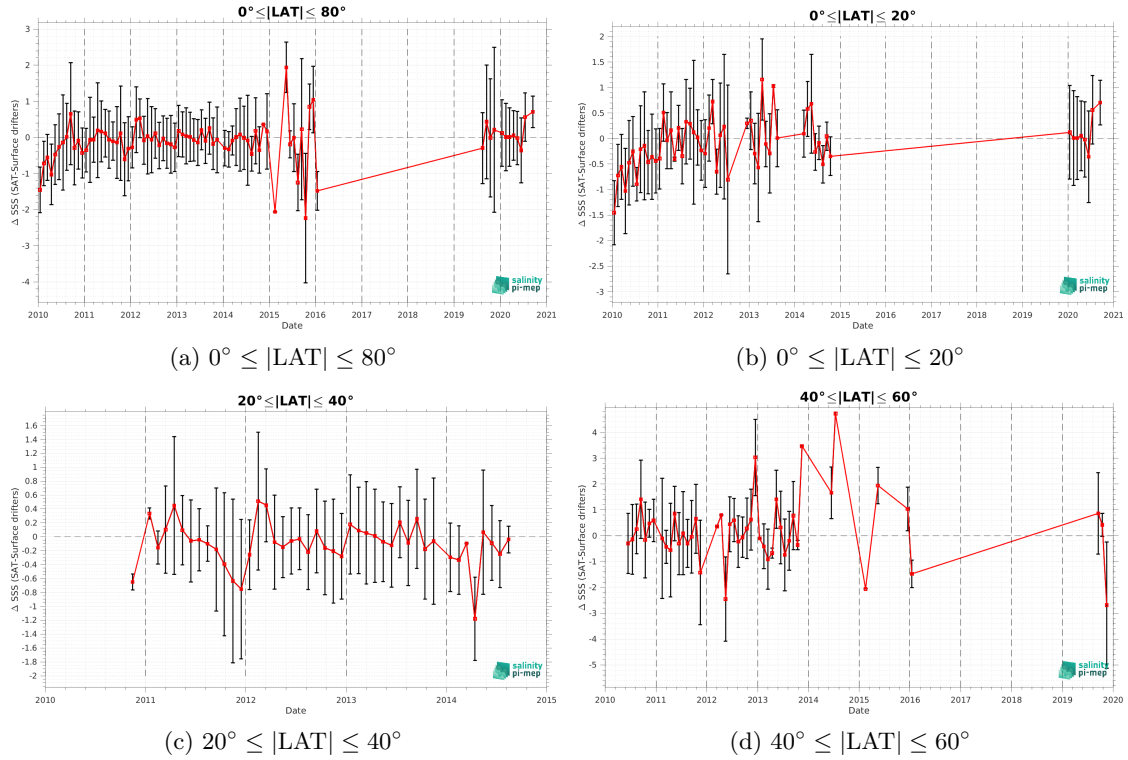 0°≤|LAT|≤ 80°
3
2
1
0
-1
-2
-3
-4
Δ SSS (SAT-Surface drifters)
2010 2011 2012 2013 2014 2015 2016 2017 2018 2019 2020 2021
Date
salinity
pi-mep
(a) 0° ≤ |LAT| ≤ 80°
0°≤|LAT|≤ 20°
2
1.5
1
0.5
0
-0.5
-1
-1.5
-2
-2.5
-3
Δ SSS (SAT-Surface drifters)
2010 2011 2012 2013 2014 2015 2016 2017 2018 2019 2020 2021
Date
salinity
pi-mep
(b) 0° ≤ |LAT| ≤ 20°
20°≤|LAT|≤ 40°
1.6
1.4
1.2
1
0.8
0.6
0.4
0.2
0
-0.2
-0.4
-0.6
-0.8
-1
-1.2
-1.4
-1.6
-1.8
-2
Δ SSS (SAT-Surface drifters)
2010 2011 2012 2013 2014 2015
Date
salinity
pi-mep
(c) 20° ≤ |LAT| ≤ 40°
40°≤|LAT|≤ 60°
4
3
2
1
0
-1
-2
-3
-4
-5
Δ SSS (SAT-Surface drifters)
2010 2011 2012 2013 2014 2015 2016 2017 2018 2019 2020
Date
salinity
pi-mep
(d) 40° ≤ |LAT| ≤ 60°